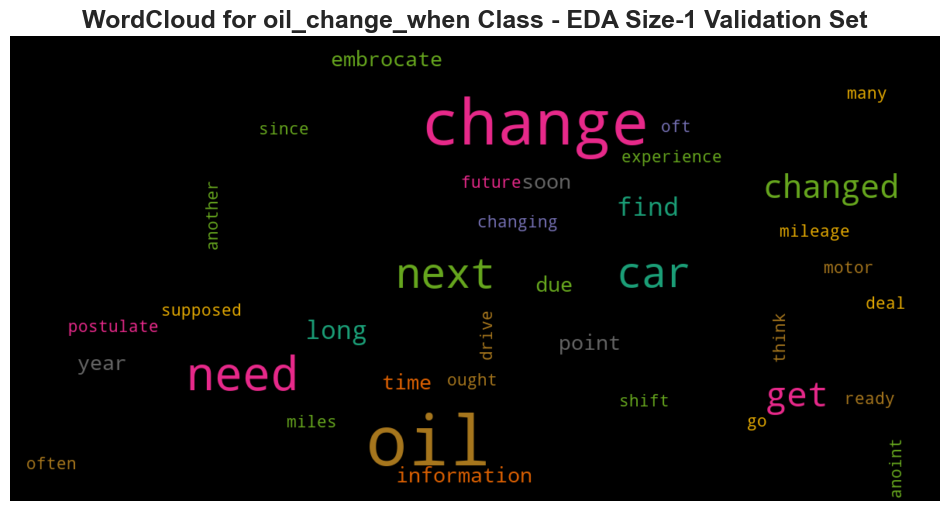 WordCloud for oil_change_when Class - EDA Size-1 Validation Set
embrocate
many
change
oft
since
experience
future
soon
changed
another
find
changing
mileage
next
car
motor
due
deal
supposed
postulate
long
drive
think
point
year
need
time
ought
get
ready
shift
miles
go
oil
often
information
anoint